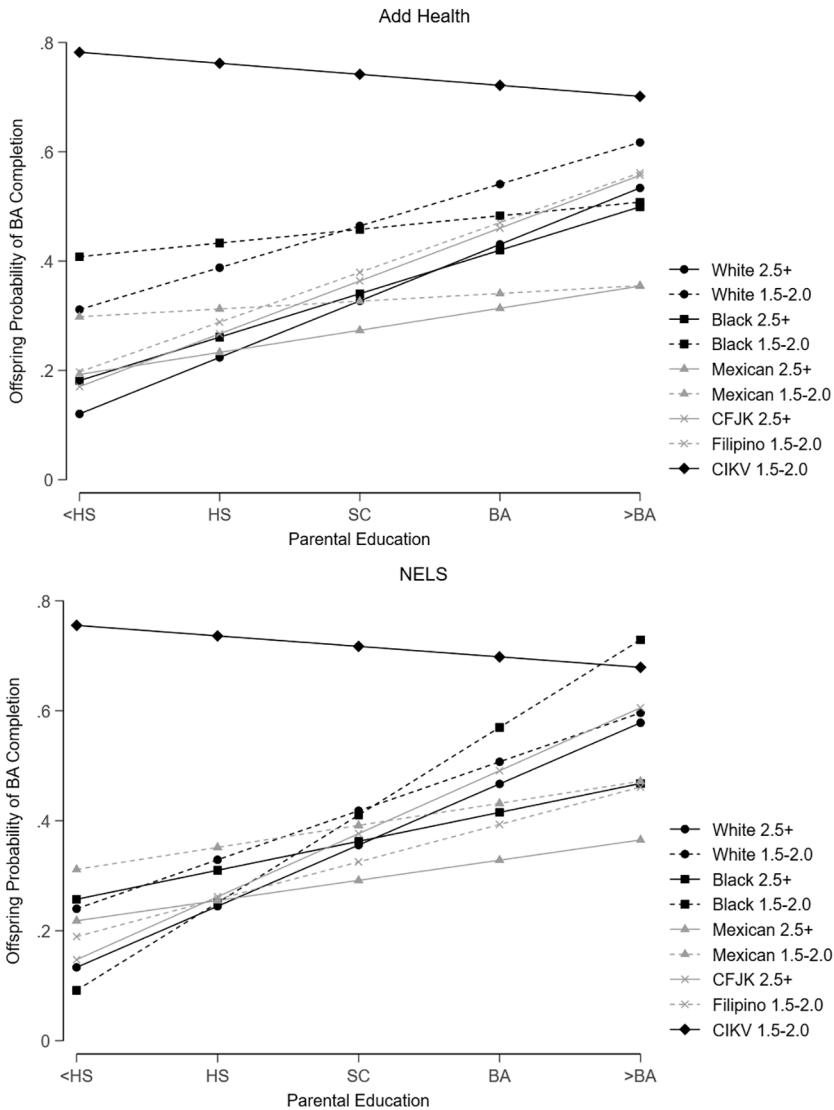 Add Health
Offspring Probability of BA Completion
.8
.6
.4
.2
0
<HS
HS
SC
BA
>BA
Parental Education
White 2.5+
White 1.5-2.0
Black 2.5+
Black 1.5-2.0
Mexican 2.5+
Mexican 1.5-2.0
CFJK 2.5+
Filipino 1.5-2.0
CIKV 1.5-2.0
NELS
Offspring Probability of BA Completion
.8
.6
.4
.2
0
<HS
HS
SC
BA
>BA
Parental Education
White 2.5+
White 1.5-2.0
Black 2.5+
Black 1.5-2.0
Mexican 2.5+
Mexican 1.5-2.0
CFJK 2.5+
Filipino 1.5-2.0
CIKV 1.5-2.0